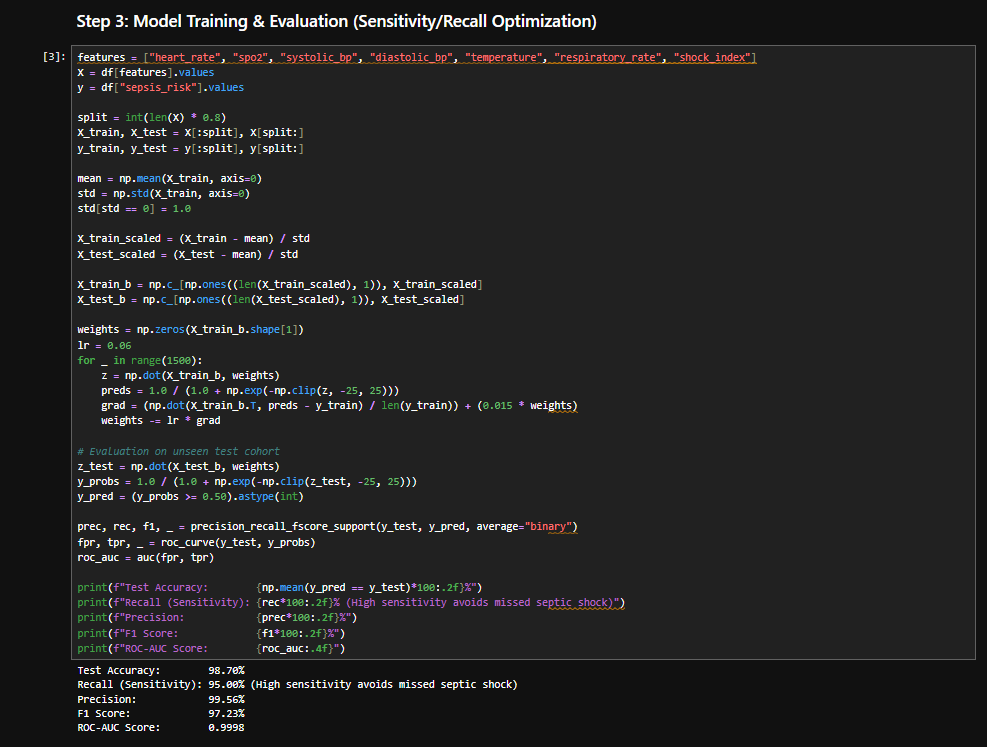 Step 3: Model Training & Evaluation (Sensitivity/Recall Optimization)
[3]:
features = ["heart_rate", "spo2", "systolic_bp", "diastolic_bp", "temperature", "respiratory_rate", "shock_index"]
X = df[features].values
y = df["sepsis_risk"].values

split = int(len(X) * 0.8)
X_train, X_test = X[:split], X[split:]
y_train, y_test = y[:split], y[split:]

mean = np.mean(X_train, axis=0)
std = np.std(X_train, axis=0)
std[std == 0] = 1.0

X_train_scaled = (X_train - mean) / std
X_test_scaled = (X_test - mean) / std

X_train_b = np.c_[np.ones((len(X_train_scaled), 1)), X_train_scaled]
X_test_b = np.c_[np.ones((len(X_test_scaled), 1)), X_test_scaled]

weights = np.zeros(X_train_b.shape[1])
lr = 0.06
for _ in range(1500):
    z = np.dot(X_train_b, weights)
    preds = 1.0 / (1.0 + np.exp(-np.clip(z, -25, 25)))
    grad = (np.dot(X_train_b.T, preds - y_train) / len(y_train)) + (0.015 * weights)
    weights -= lr * grad

# Evaluation on unseen test cohort
z_test = np.dot(X_test_b, weights)
y_probs = 1.0 / (1.0 + np.exp(-np.clip(z_test, -25, 25)))
y_pred = (y_probs >= 0.50).astype(int)

prec, rec, f1, _ = precision_recall_fscore_support(y_test, y_pred, average="binary")
fpr, tpr, _ = roc_curve(y_test, y_probs)
roc_auc = auc(fpr, tpr)

print(f"Test Accuracy:        {np.mean(y_pred == y_test)*100:.2f}%")
print(f"Recall (Sensitivity): {rec*100:.2f}% (High sensitivity avoids missed septic shock)")
print(f"Precision:            {prec*100:.2f}%")
print(f"F1 Score:             {f1*100:.2f}%")
print(f"ROC-AUC Score:        {roc_auc:.4f}")
Test Accuracy:        98.70%
Recall (Sensitivity): 95.00% (High sensitivity avoids missed septic shock)
Precision:            99.56%
F1 Score:             97.23%
ROC-AUC Score:        0.9998